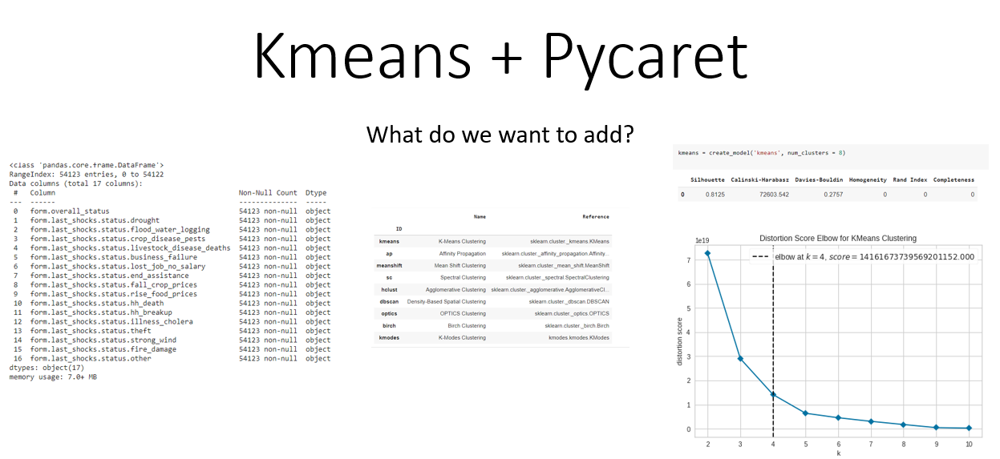 Kmeans + Pycaret
What do we want to add?
<class 'pandas.core.frame.DataFrame'>
RangeIndex: 54123 entries, 0 to 54122
Data columns (total 17 columns):
# Column Non-Null Count Dtype
--- ------ -------------- -----
0 form.overall_status 54123 non-null object
1 form.last_shocks.status.drought 54123 non-null object
2 form.last_shocks.status.flood_water_logging 54123 non-null object
3 form.last_shocks.status.crop_disease_pests 54123 non-null object
4 form.last_shocks.status.livestock_disease_deaths 54123 non-null object
5 form.last_shocks.status.business_failure 54123 non-null object
6 form.last_shocks.status.lost_job_no_salary 54123 non-null object
7 form.last_shocks.status.end_assistance 54123 non-null object
8 form.last_shocks.status.fall_crop_prices 54123 non-null object
9 form.last_shocks.status.rise_food_prices 54123 non-null object
10 form.last_shocks.status.hh_death 54123 non-null object
11 form.last_shocks.status.hh_breakup 54123 non-null object
12 form.last_shocks.status.illness_cholera 54123 non-null object
13 form.last_shocks.status.theft 54123 non-null object
14 form.last_shocks.status.strong_wind 54123 non-null object
15 form.last_shocks.status.fire_damage 54123 non-null object
16 form.last_shocks.status.other 54123 non-null object
dtypes: object(17)
memory usage: 7.0+ MB
Name Reference
ID
kmeans K-Means Clustering sklearn.cluster._kmeans.KMeans
ap Affinity Propagation sklearn.cluster._affinity_propagation.Affinity...
meanshift Mean Shift Clustering sklearn.cluster._mean_shift.MeanShift
sc Spectral Clustering sklearn.cluster._spectral.SpectralClustering
hclust Agglomerative Clustering sklearn.cluster._agglomerative.AgglomerativeCl...
dbscan Density-Based Spatial Clustering sklearn.cluster._dbscan.DBSCAN
optics OPTICS Clustering sklearn.cluster._optics.OPTICS
birch Birch Clustering sklearn.cluster._birch.Birch
kmodes K-Modes Clustering kmodes.kmodes.KModes
kmeans = create_model('kmeans', num_clusters = 8)
Silhouette Calinski-Harabasz Davies-Bouldin Homogeneity Rand Index Completeness
0 0.8125 72603.542 0.2757 0 0 0
Distortion Score Elbow for KMeans Clustering
1e19
elbow at k = 4, score = 14161673739569201152.000
7
6
5
4
3
2
1
0
distortion score
2 3 4 5 6 7 8 9 10
k